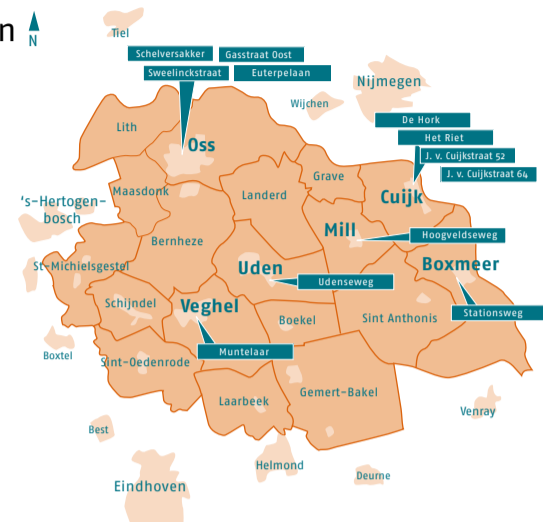 n
N
Tiel
Schelversakker
Gasstraat Oost
Sweelinckstraat
Euterpelaan
Nijmegen
Wijchen
De Hork
Lith
Het Riet
Oss
J. v. Cuijkstraat 52
J. v. Cuijkstraat 64
Grave
Maasdonk
Landerd
Cuijk
's-Hertogen-
bosch
Mill
Hoogveldseweg
Bernheze
St-Michielsgestel
Uden
Boxmeer
Udenseweg
Schijndel
Veghel
Stationsweg
Boekel
Sint Anthonis
Boxtel
Muntelaar
Sint-Oedenrode
Gemert-Bakel
Laarbeek
Venray
Best
Helmond
Deurne
Eindhoven